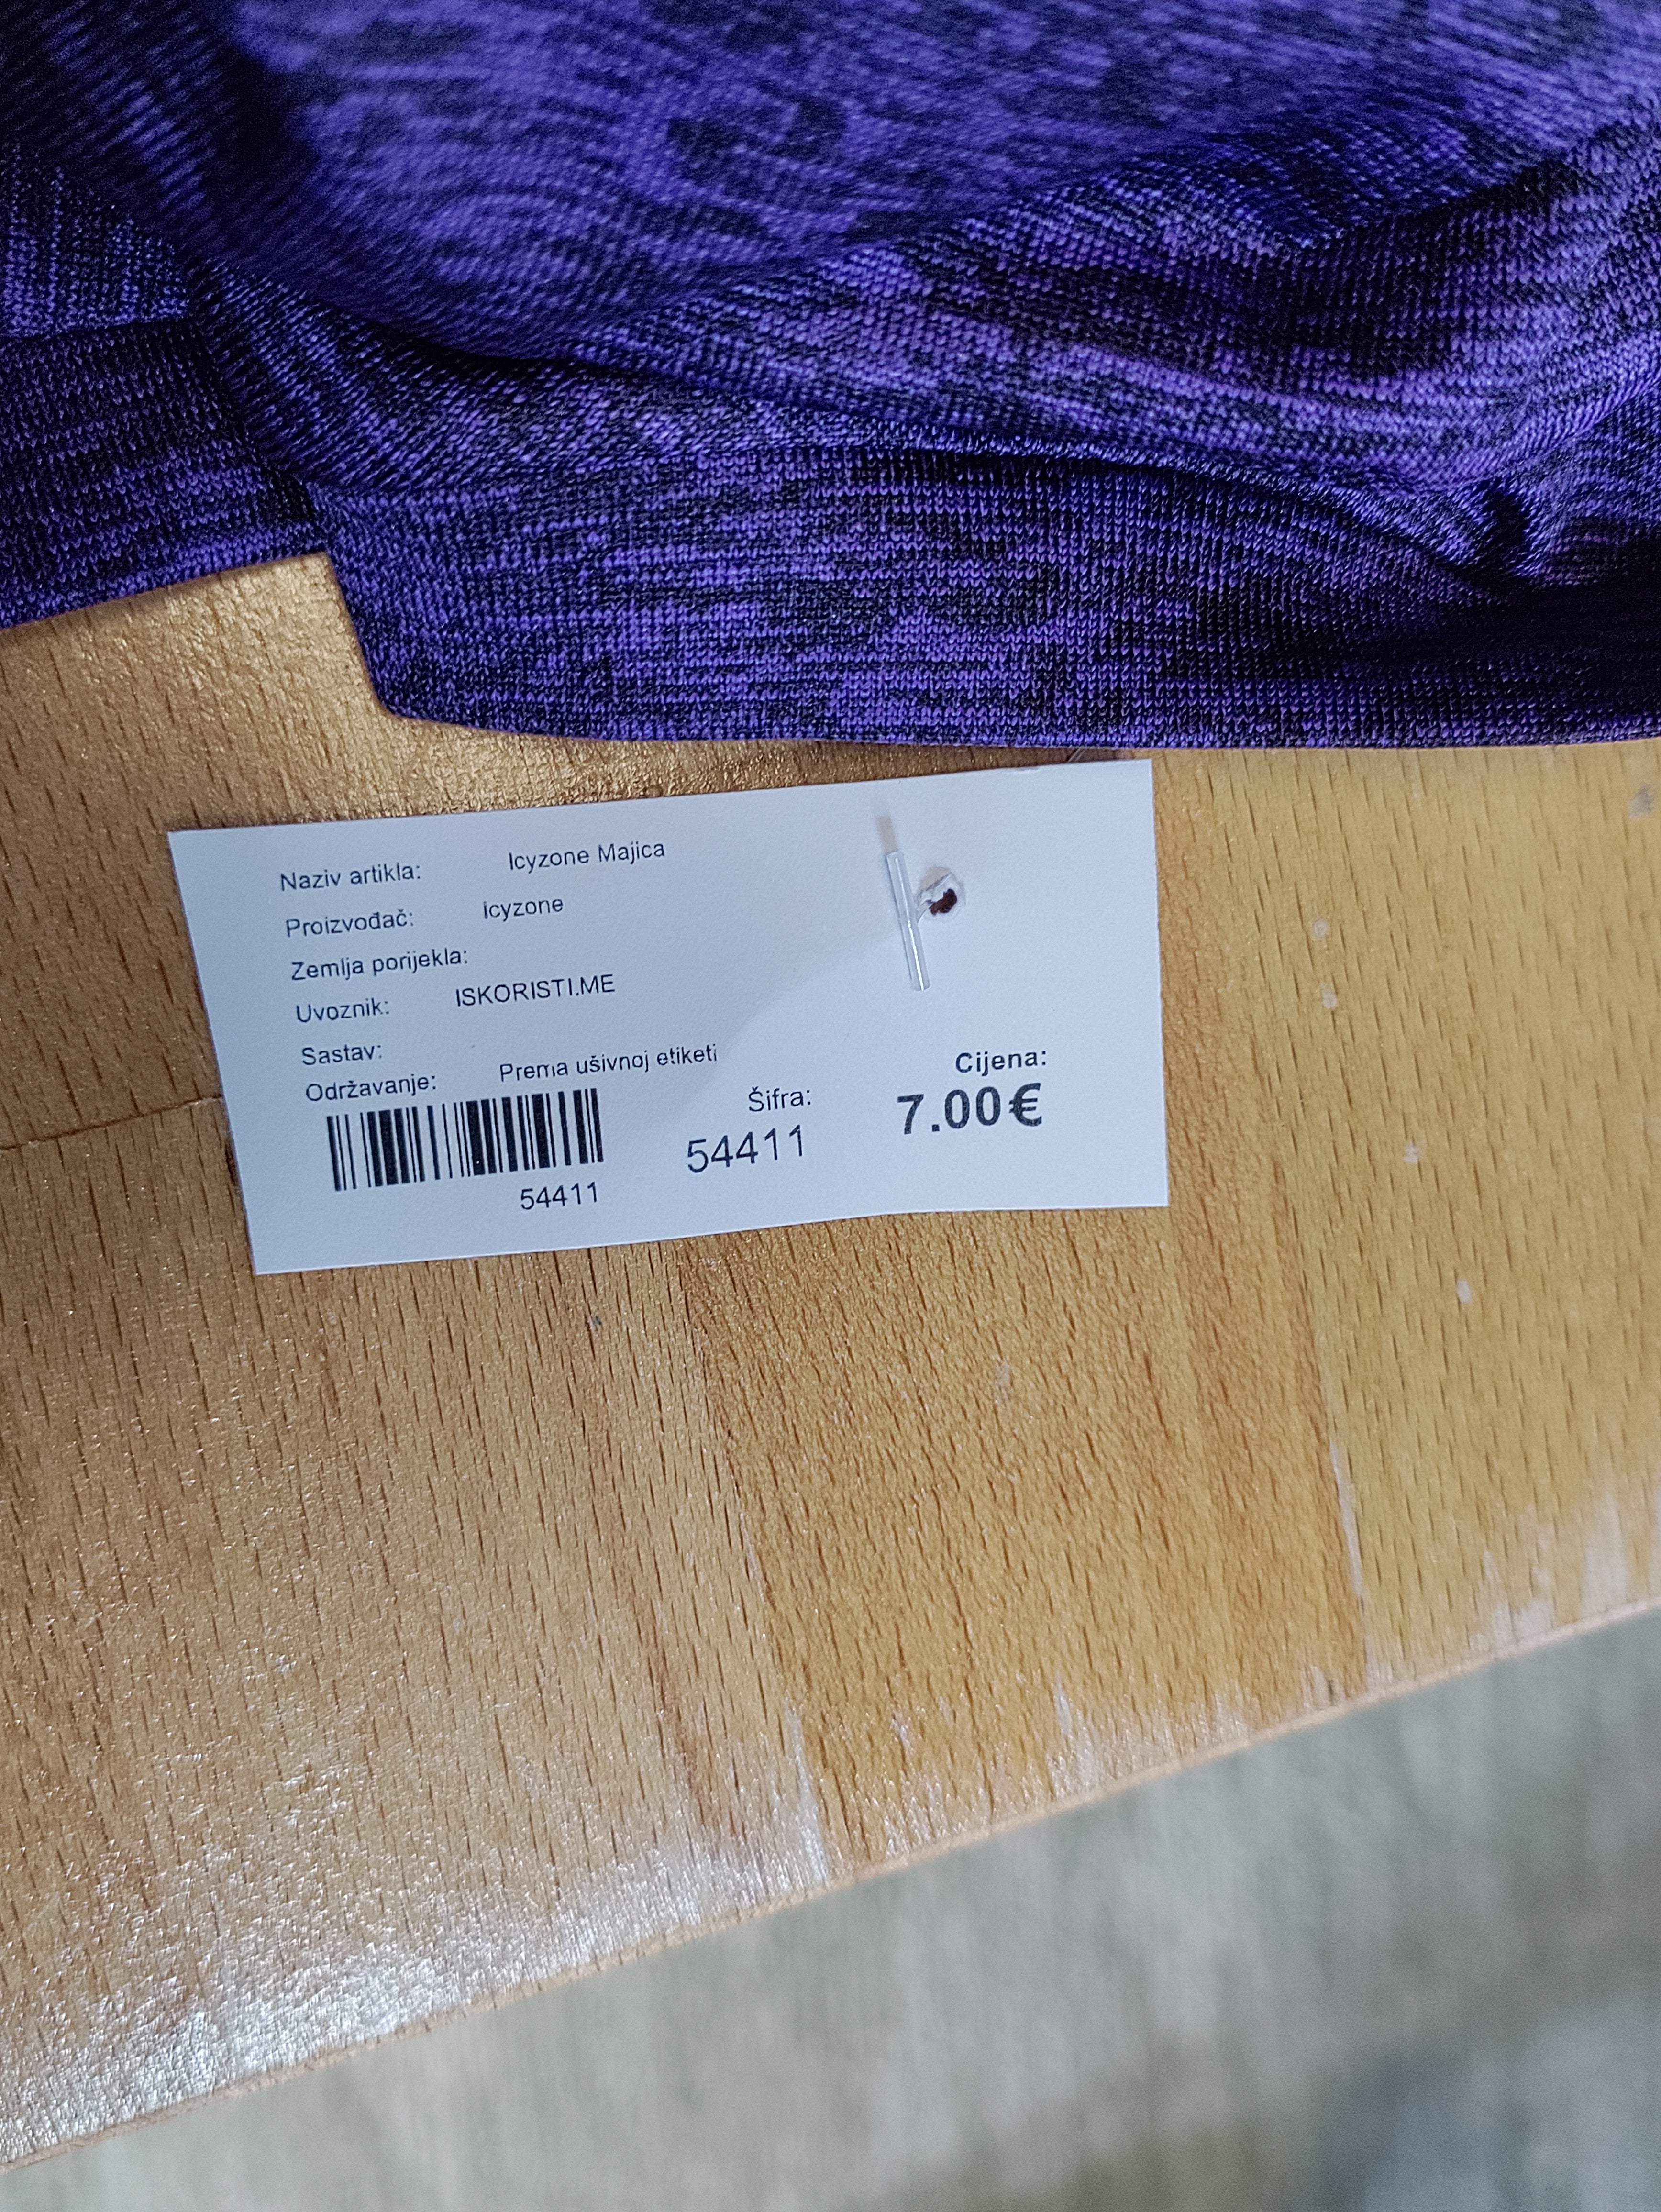 Naziv artikla: Icyzone Majica
Proizvođač: Icyzone
Zemlja porijekla:
Uvoznik: ISKORISTI.ME
Sastav:
Održavanje: Prema ušivnoj etiketi
54411
Šifra:
54411
Cijena:
7.00€